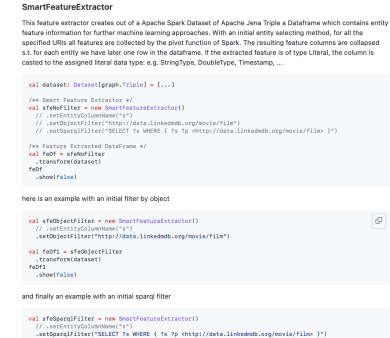 SmartFeatureExtractor
This feature extractor creates out of a Apache Spark Dataset of Apache Jena Triple a Dataframe which contains entity
feature information for further machine learning approaches. With an initial entity selecting method, for all the
specified URIs all features are collected by the pivot function of Spark. The resulting feature columns are collapsed
s.t. for each entity we have later one row in the dataframe. If the extracted feature is of type Literal, the column is
casted to the assigned literal data type: e.g. StringType, DoubleType, Timestamp, ...
val dataset: Dataset[graph.Triple] = [...]
/** Smart Feature Extractor */
val sfeNoFilter = new SmartFeatureExtractor()
// .setEntityColumnName("s")
// .setObjectFilter("http://data.linkedmdb.org/movie/film")
// .setSparqlFilter("SELECT ?s WHERE { ?s ?p <http://data.linkedmdb.org/movie/film> }")
/** Feature Extracted DataFrame */
val feDf = sfeNoFilter
.transform(dataset)
feDf
.show(false)
here is an example with an initial filter by object
val sfeObjectFilter = new SmartFeatureExtractor()
// .setEntityColumnName("s")
.setObjectFilter("http://data.linkedmdb.org/movie/film")
val feDf1 = sfeObjectFilter
.transform(dataset)
feDf1
.show(false)
and finally an example with an initial sparql filter
val sfeSparqlFilter = new SmartFeatureExtractor()
// .setEntityColumnName("s")
.setSparqlFilter("SELECT ?s WHERE { ?s ?p <http://data.linkedmdb.org/movie/film> }")